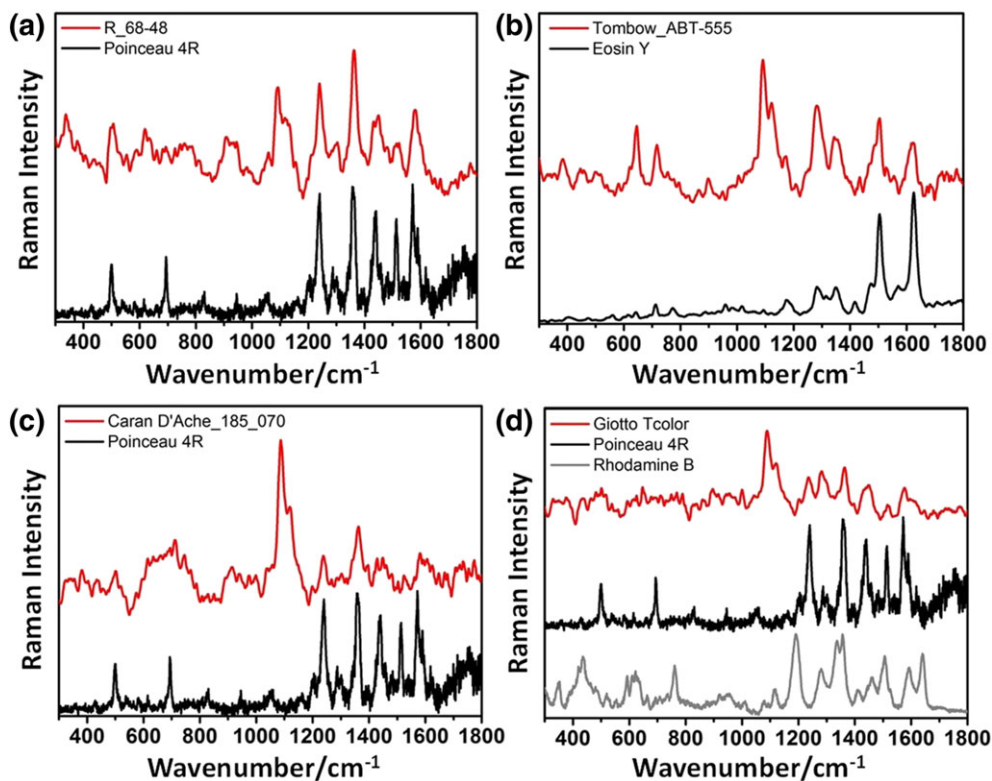 (a)
R_68-48
Poinceau 4R
Raman Intensity
400 600 800 1000 1200 1400 1600 1800
Wavenumber/cm⁻¹
(b)
Tombow_ABT-555
Eosin Y
Raman Intensity
400 600 800 1000 1200 1400 1600 1800
Wavenumber/cm⁻¹
(c)
Caran D'Ache_185_070
Poinceau 4R
Raman Intensity
400 600 800 1000 1200 1400 1600 1800
Wavenumber/cm⁻¹
(d)
Giotto Tcolor
Poinceau 4R
Rhodamine B
Raman Intensity
400 600 800 1000 1200 1400 1600 1800
Wavenumber/cm⁻¹